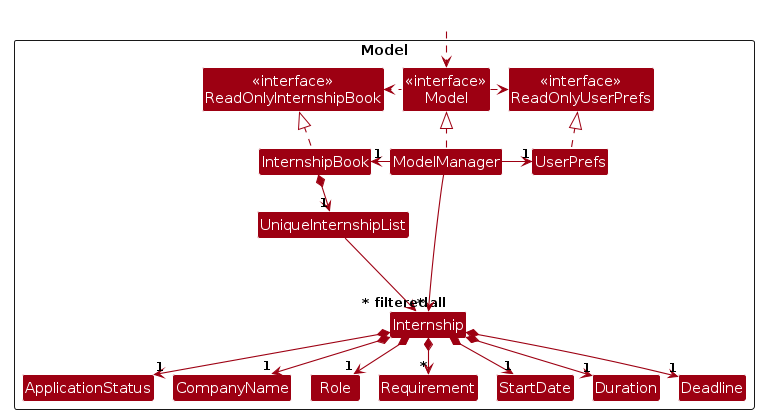 Model
«interface»
ReadOnlyInternshipBook
«interface»
Model
«interface»
ReadOnlyUserPrefs
InternshipBook
1
ModelManager
1
UserPrefs
1
UniqueInternshipList
* filtered
all
Internship
1
1
1
*
1
1
1
ApplicationStatus
CompanyName
Role
Requirement
StartDate
Duration
Deadline